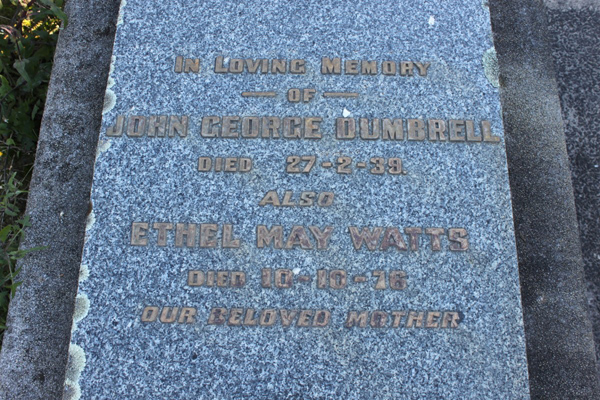 IN LOVING MEMORY
— OF —
JOHN GEORGE DUMBRELL
DIED 27-2-39.
ALSO
ETHEL MAY WATTS
DIED 10-10-76
OUR BELOVED MOTHER